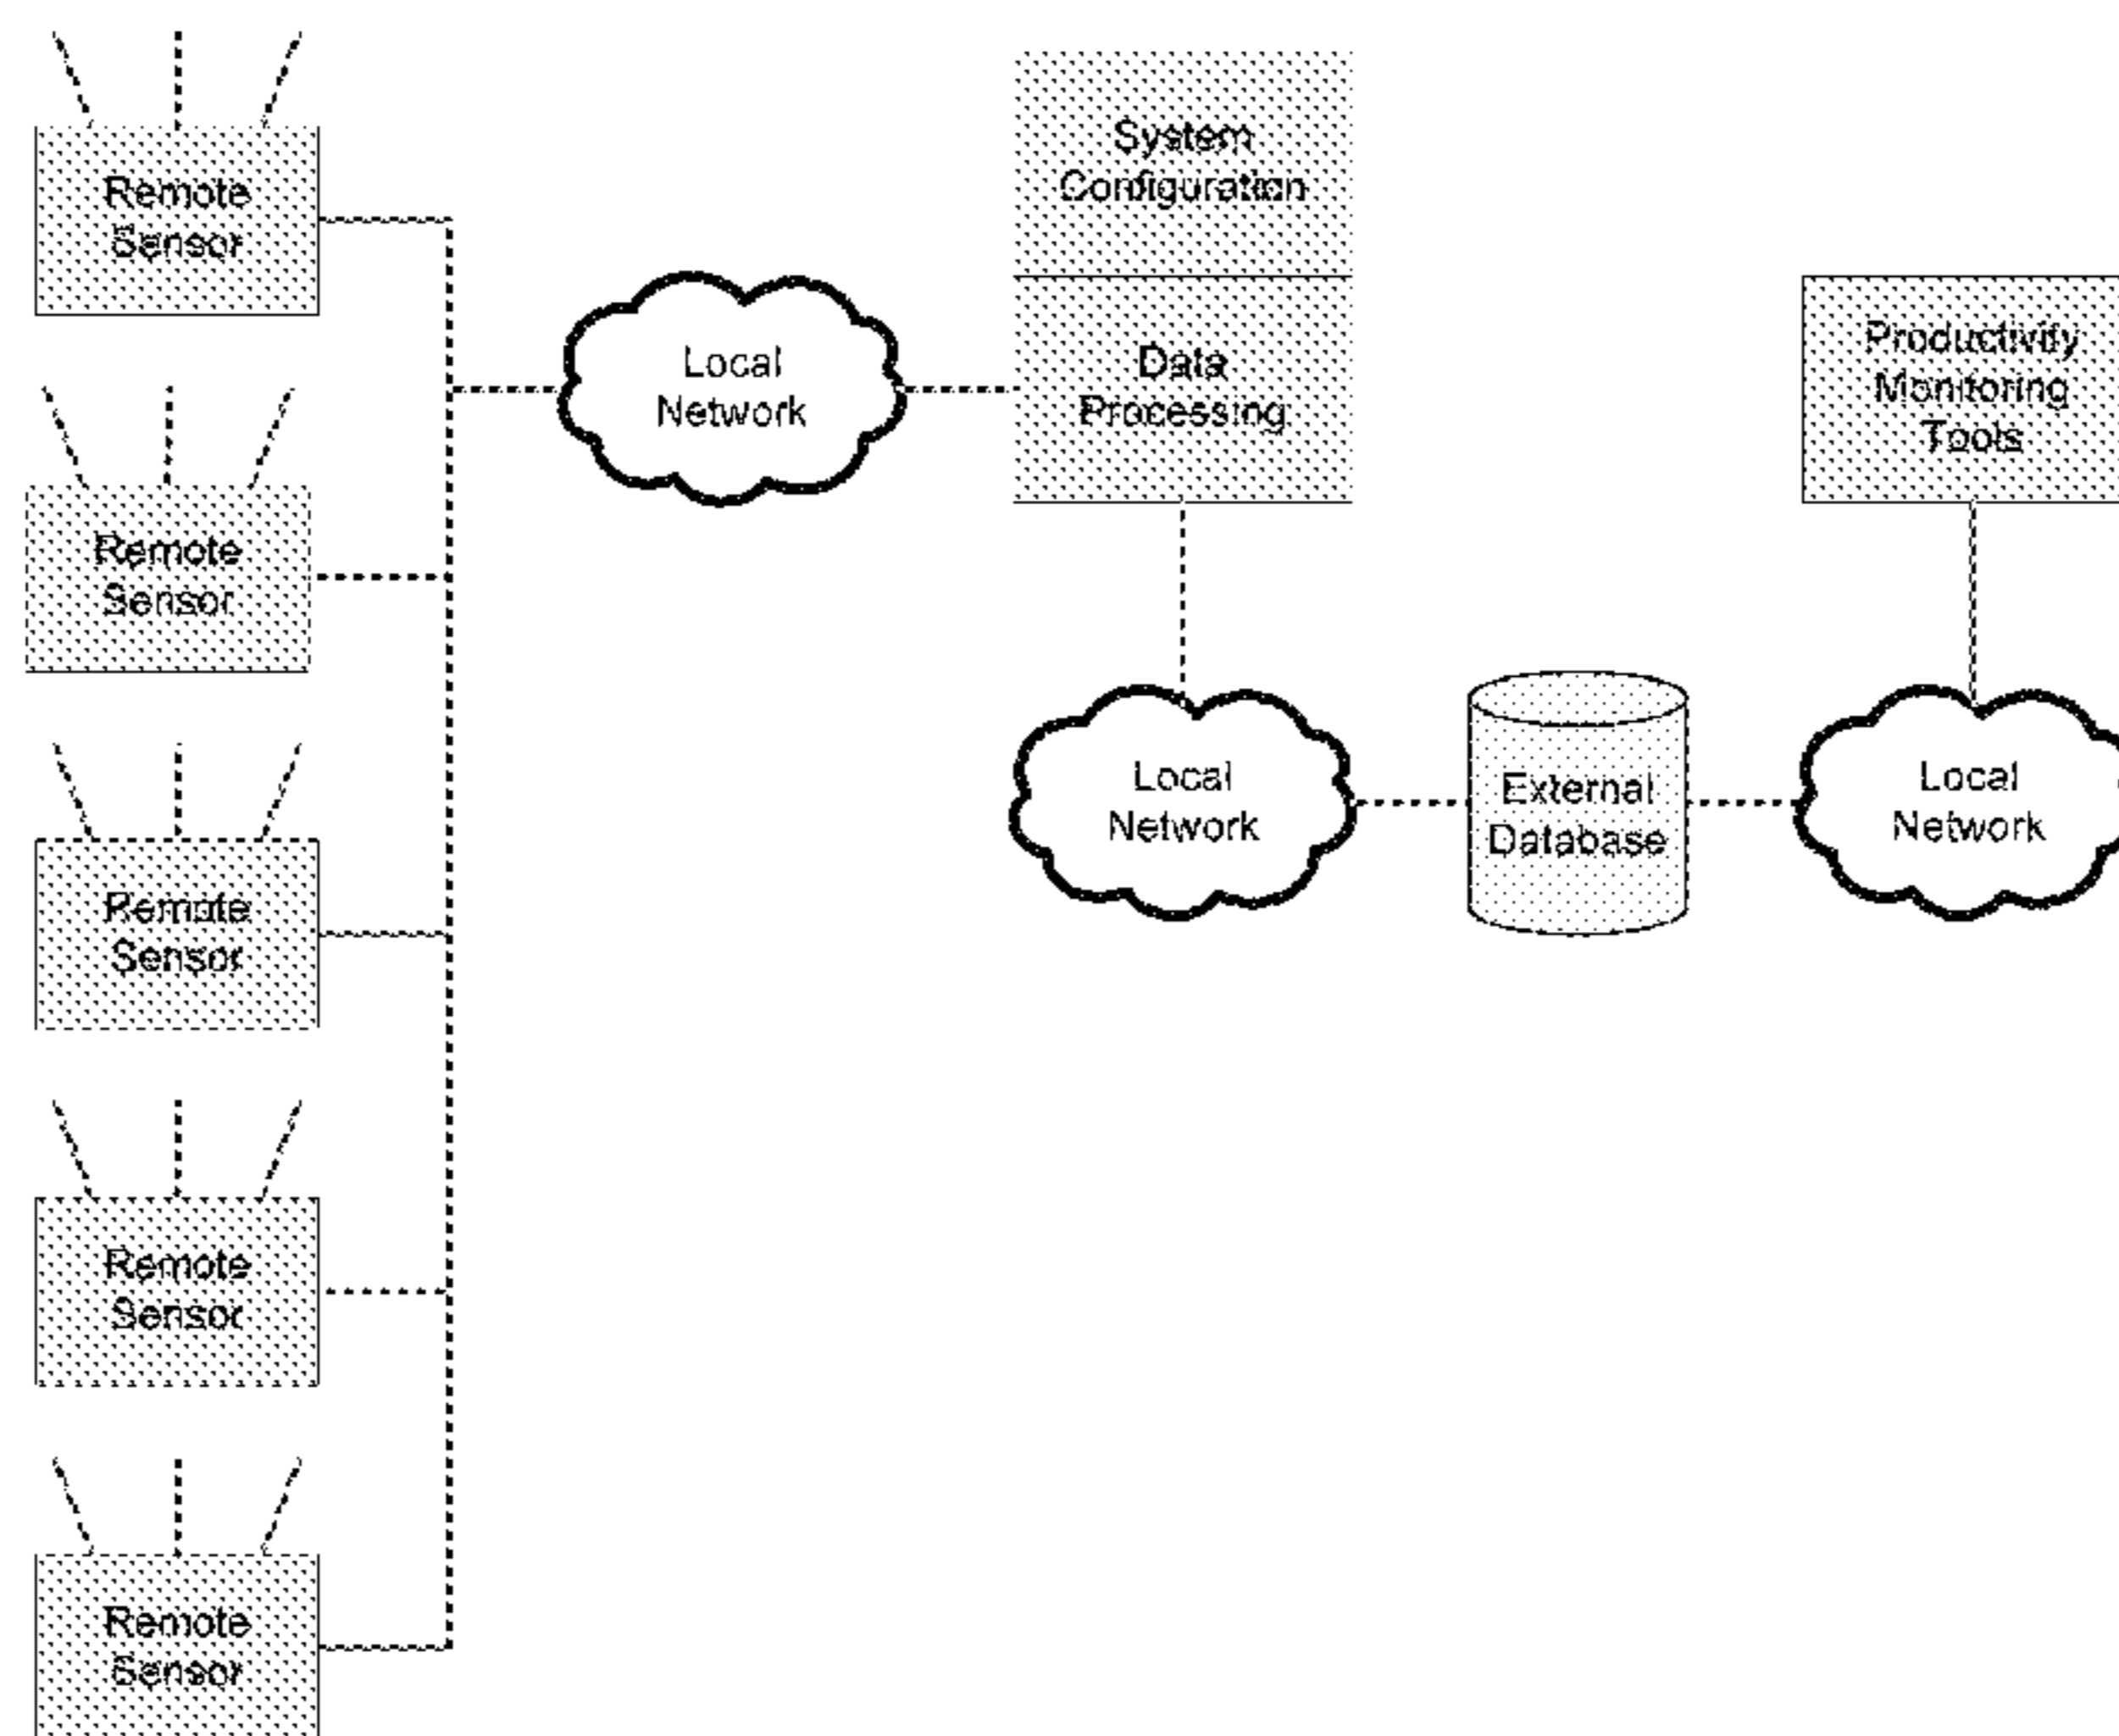 Remote
Sensor
System
Configuration
Local
Network
Data
Processing
Productivity
Monitoring
Tools
Remote
Sensor
Local
Network
External
Database
Local
Network
Remote
Sensor
Remote
Sensor
Remote
Sensor